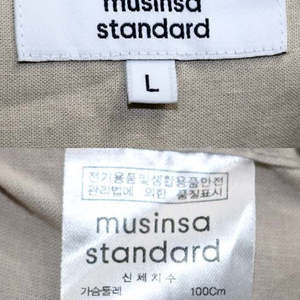 musinsa
standard
L
전기용품및생활용품안전
관리법에 의한 품질표시
musinsa
standard
신체치수
가슴둘레 100Cm